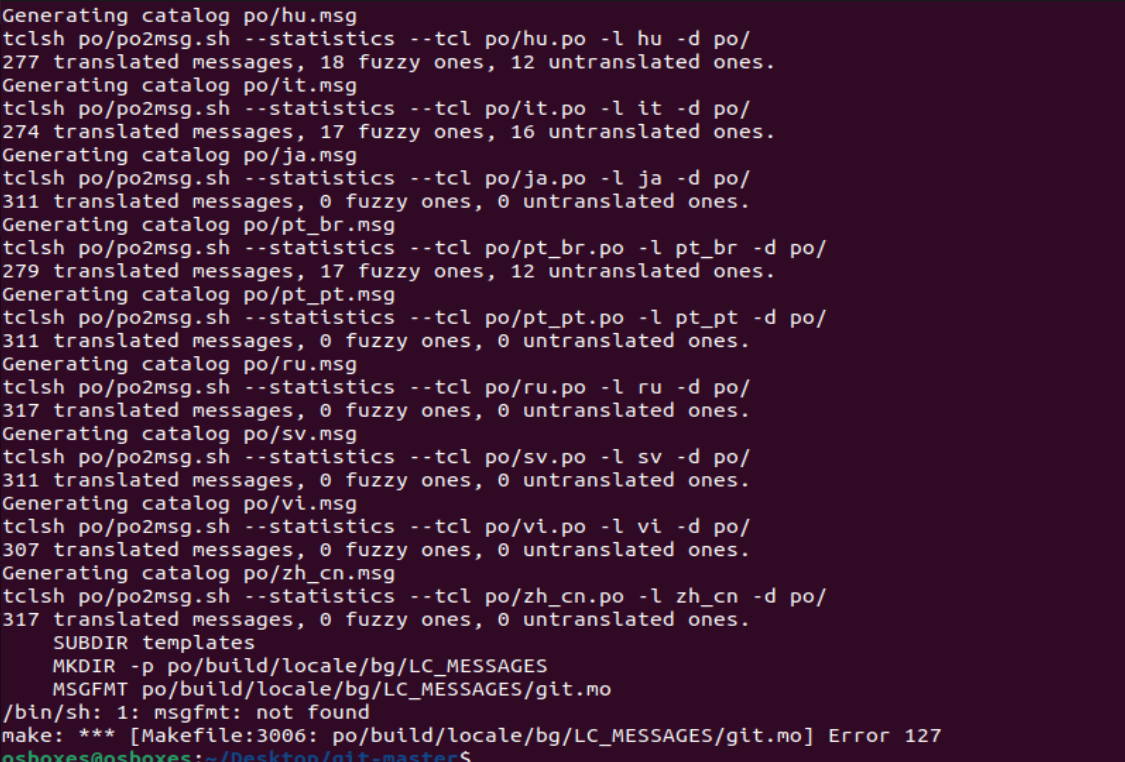 Generating catalog po/hu.msg
tclsh po/po2msg.sh --statistics --tcl po/hu.po -l hu -d po/
277 translated messages, 18 fuzzy ones, 12 untranslated ones.
Generating catalog po/it.msg
tclsh po/po2msg.sh --statistics --tcl po/it.po -l it -d po/
274 translated messages, 17 fuzzy ones, 16 untranslated ones.
Generating catalog po/ja.msg
tclsh po/po2msg.sh --statistics --tcl po/ja.po -l ja -d po/
311 translated messages, 0 fuzzy ones, 0 untranslated ones.
Generating catalog po/pt_br.msg
tclsh po/po2msg.sh --statistics --tcl po/pt_br.po -l pt_br -d po/
279 translated messages, 17 fuzzy ones, 12 untranslated ones.
Generating catalog po/pt_pt.msg
tclsh po/po2msg.sh --statistics --tcl po/pt_pt.po -l pt_pt -d po/
311 translated messages, 0 fuzzy ones, 0 untranslated ones.
Generating catalog po/ru.msg
tclsh po/po2msg.sh --statistics --tcl po/ru.po -l ru -d po/
317 translated messages, 0 fuzzy ones, 0 untranslated ones.
Generating catalog po/sv.msg
tclsh po/po2msg.sh --statistics --tcl po/sv.po -l sv -d po/
311 translated messages, 0 fuzzy ones, 0 untranslated ones.
Generating catalog po/vi.msg
tclsh po/po2msg.sh --statistics --tcl po/vi.po -l vi -d po/
307 translated messages, 0 fuzzy ones, 0 untranslated ones.
Generating catalog po/zh_cn.msg
tclsh po/po2msg.sh --statistics --tcl po/zh_cn.po -l zh_cn -d po/
317 translated messages, 0 fuzzy ones, 0 untranslated ones.
    SUBDIR templates
    MKDIR -p po/build/locale/bg/LC_MESSAGES
    MSGFMT po/build/locale/bg/LC_MESSAGES/git.mo
/bin/sh: 1: msgfmt: not found
make: *** [Makefile:3006: po/build/locale/bg/LC_MESSAGES/git.mo] Error 127
osboxes@osboxes:~/Desktop/git-master$